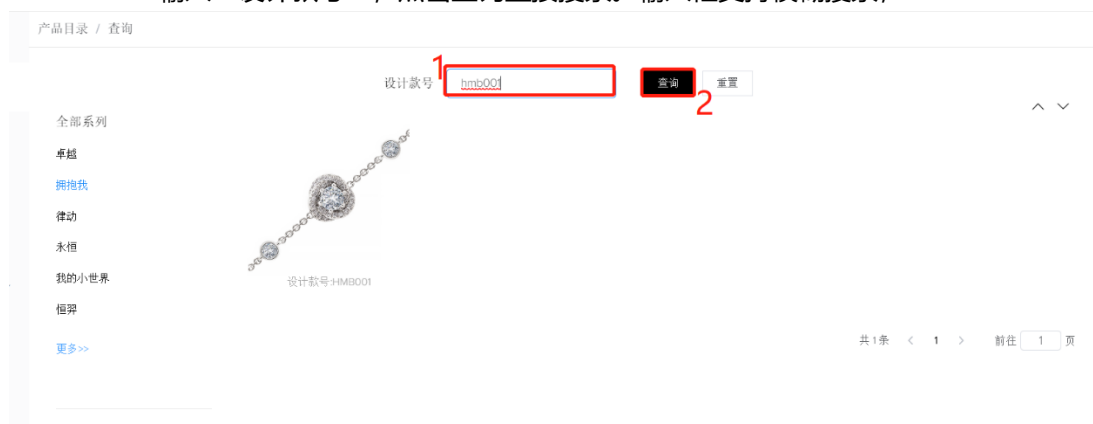 产品目录 / 查询
1
设计款号 hmb001 查询 重置
2
全部系列
卓越
拥抱我
律动
永恒
我的小世界
恒羿
更多>>
设计款号:HMB001
共1条 < 1 > 前往 1 页